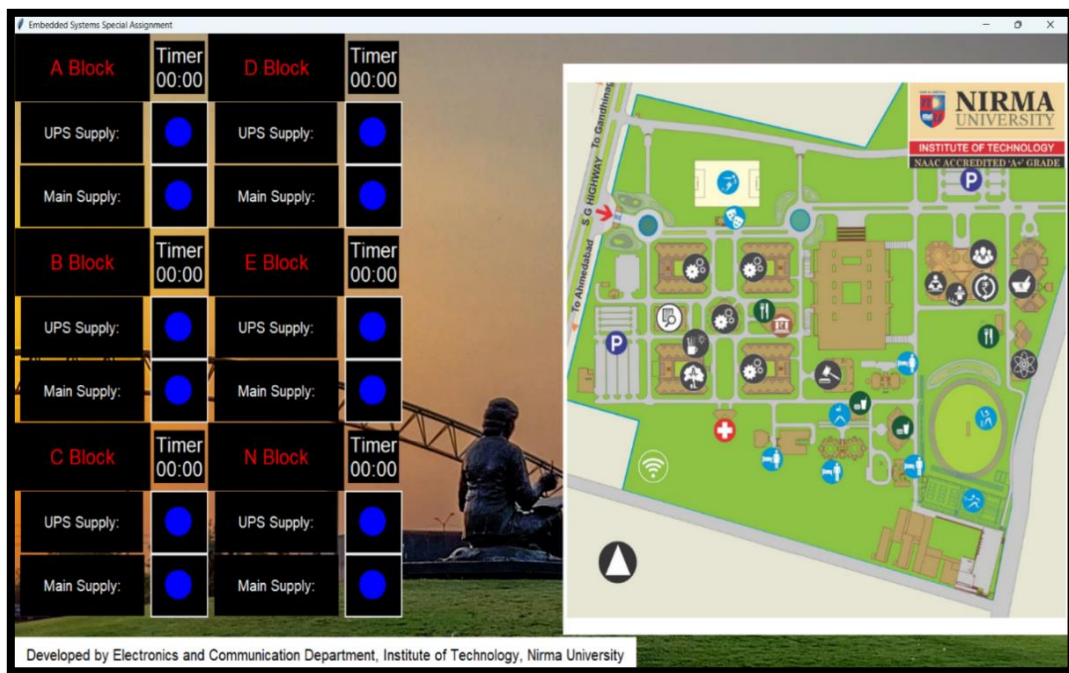 Embedded Systems Special Assignment
A Block
Timer
00:00
D Block
Timer
00:00
UPS Supply:
UPS Supply:
Main Supply:
Main Supply:
B Block
Timer
00:00
E Block
Timer
00:00
UPS Supply:
UPS Supply:
Main Supply:
Main Supply:
C Block
Timer
00:00
N Block
Timer
00:00
UPS Supply:
UPS Supply:
Main Supply:
Main Supply:
To Gandhinag
S G HIGHWAY
To Ahmedabad
NIRMA
UNIVERSITY
INSTITUTE OF TECHNOLOGY
NAAC ACCREDITED 'A+' GRADE
P
P
Developed by Electronics and Communication Department, Institute of Technology, Nirma University